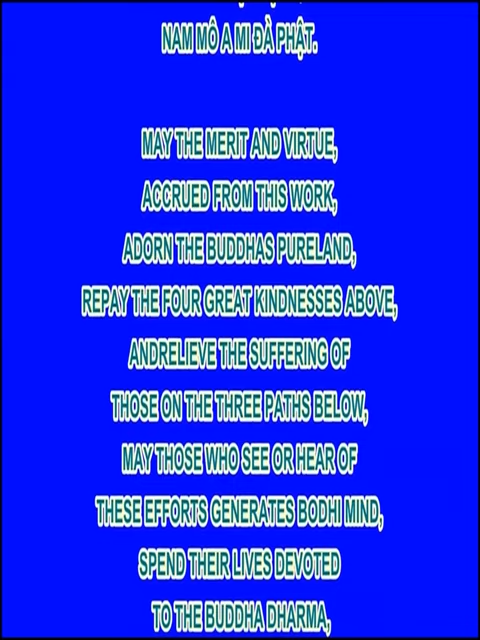 NAM MÔ A MI ĐÀ PHẬT.
MAY THE MERIT AND VIRTUE,
ACCRUED FROM THIS WORK,
ADORN THE BUDDHAS PURELAND,
REPAY THE FOUR GREAT KINDNESSES ABOVE,
ANDRELIEVE THE SUFFERING OF
THOSE ON THE THREE PATHS BELOW,
MAY THOSE WHO SEE OR HEAR OF
THESE EFFORTS GENERATES BODHI MIND,
SPEND THEIR LIVES DEVOTED
TO THE BUDDHA DHARMA,